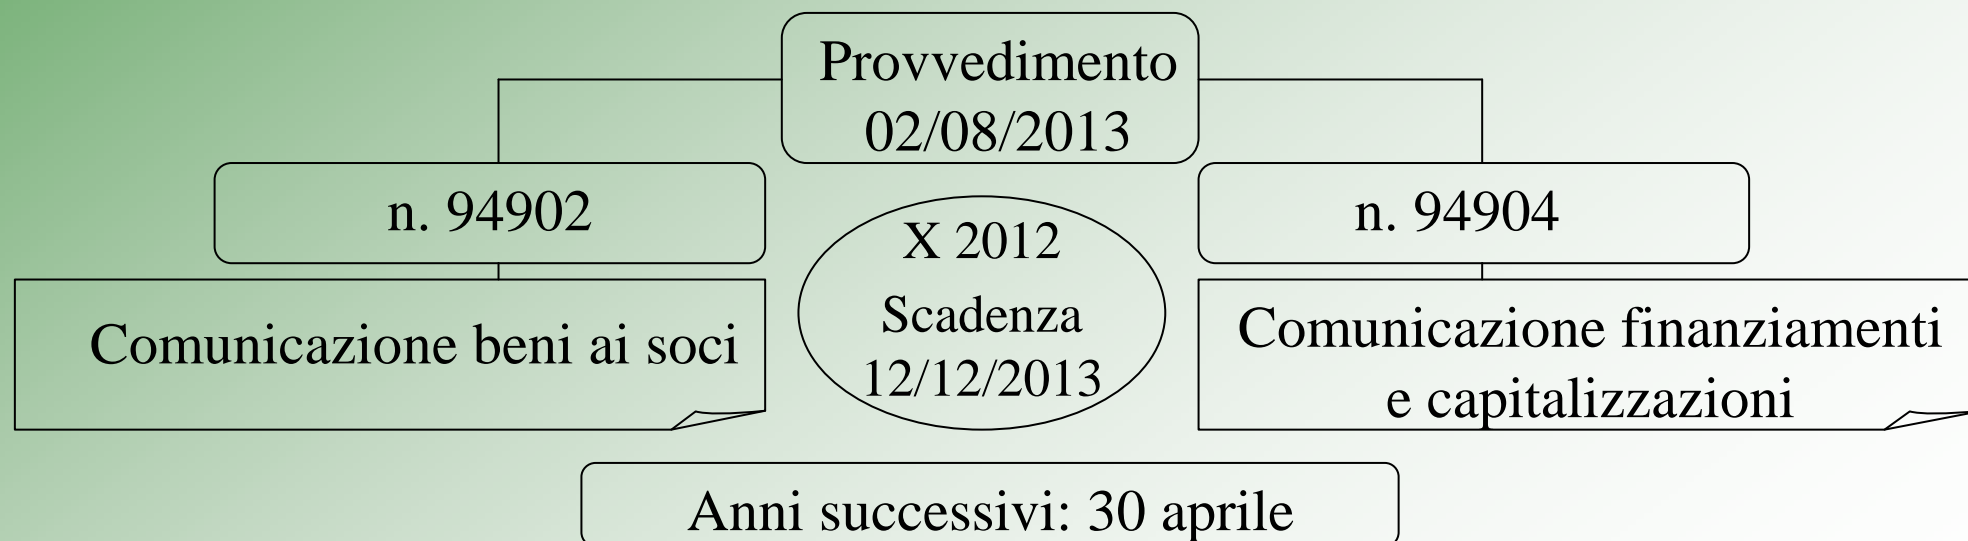 Provvedimento
02/08/2013
n. 94902
n. 94904
X 2012
Scadenza
12/12/2013
Comunicazione beni ai soci
Comunicazione finanziamenti
e capitalizzazioni
Anni successivi: 30 aprile